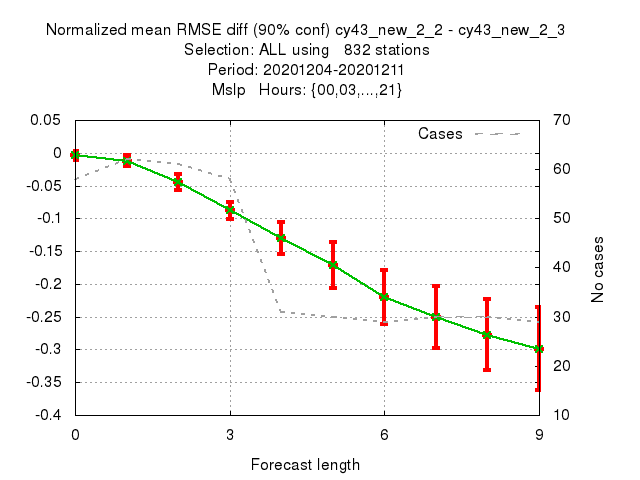 Normalized mean RMSE diff (90% conf) cy43_new_2_2 - cy43_new_2_3
Selection: ALL using   832 stations
Period: 20201204-20201211
Mslp   Hours: {00,03,...,21}
Cases
0.05
0
-0.05
-0.1
-0.15
-0.2
-0.25
-0.3
-0.35
-0.4
70
60
50
40
30
20
10
No cases
0 3 6 9
Forecast length